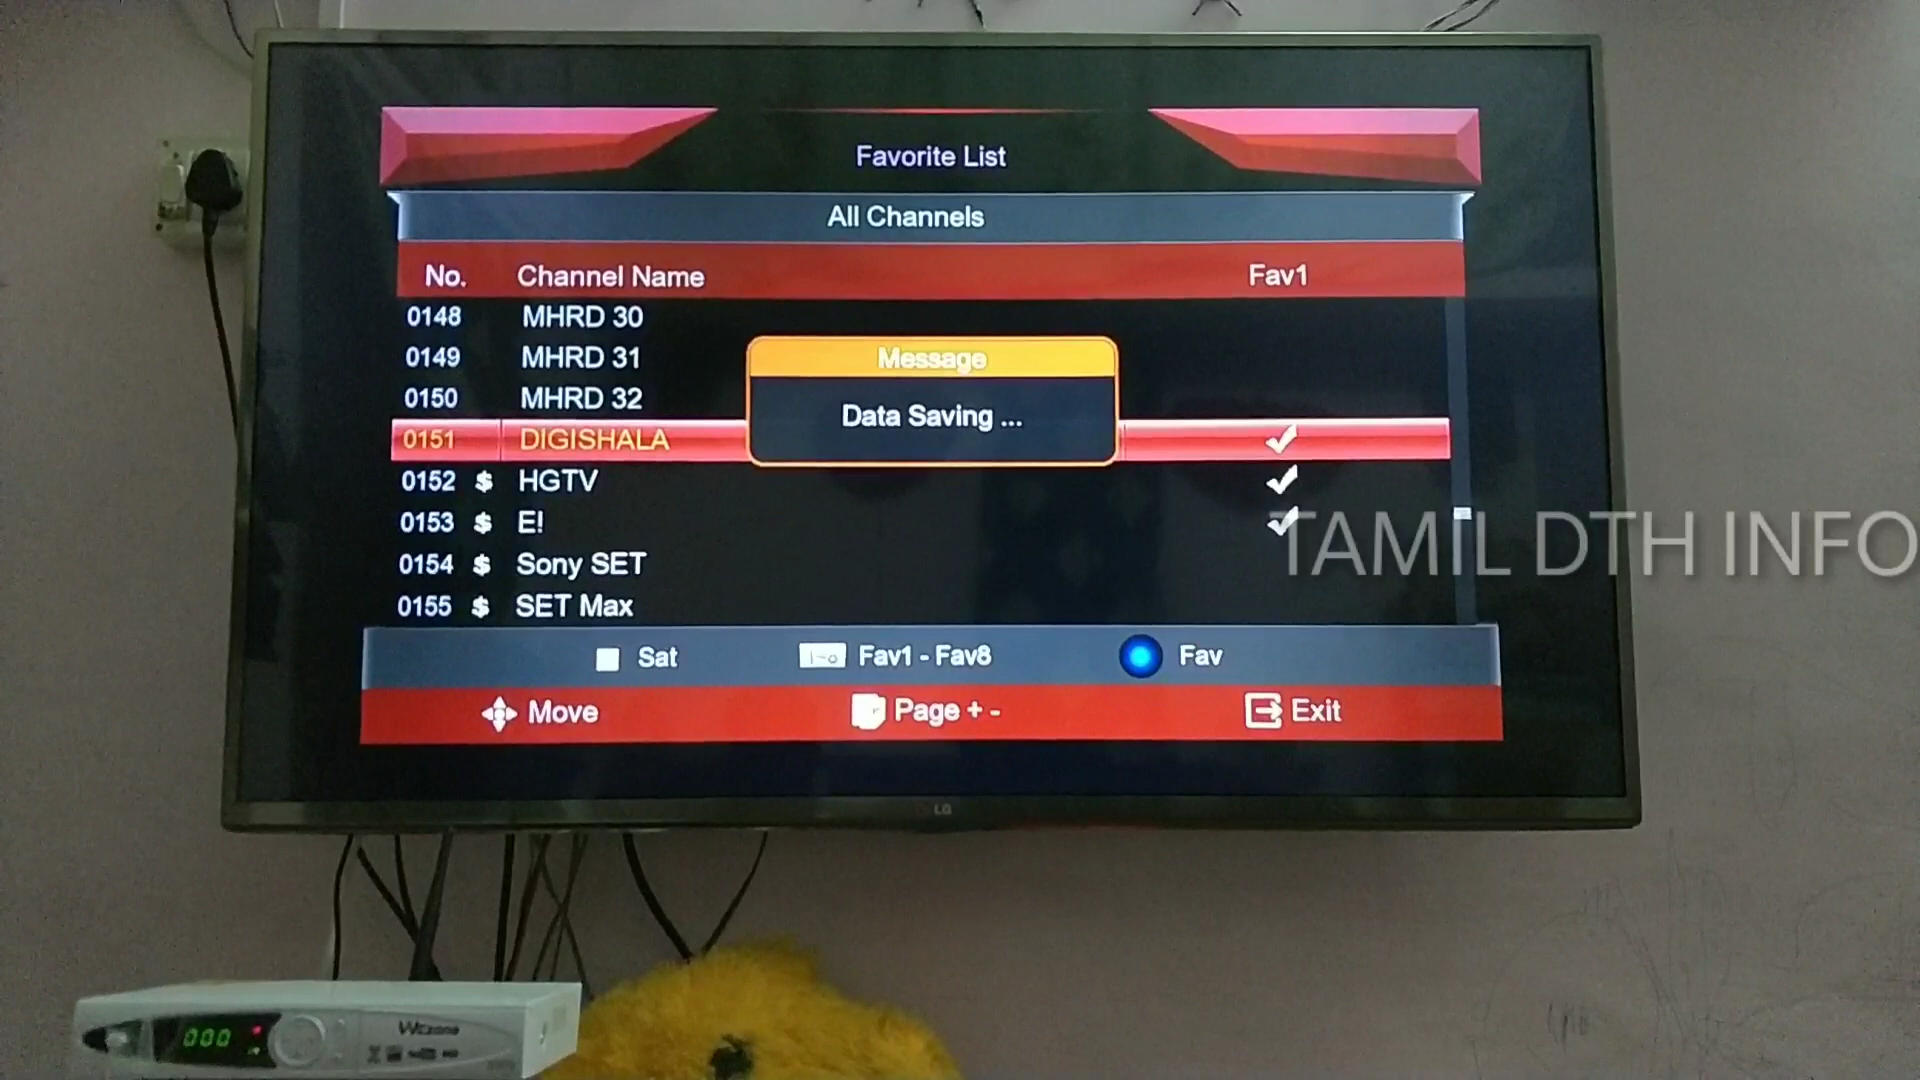 Favorite List
All Channels
No. Channel Name Fav1
0148 MHRD 30
0149 MHRD 31
0150 MHRD 32
0151 DIGISHALA
0152 $ HGTV
0153 $ E!
0154 $ Sony SET
0155 $ SET Max
Message
Data Saving ...
TAMIL DTH INFO
Sat Fav1 - Fav8 Fav
Move Page + - Exit
LG
000